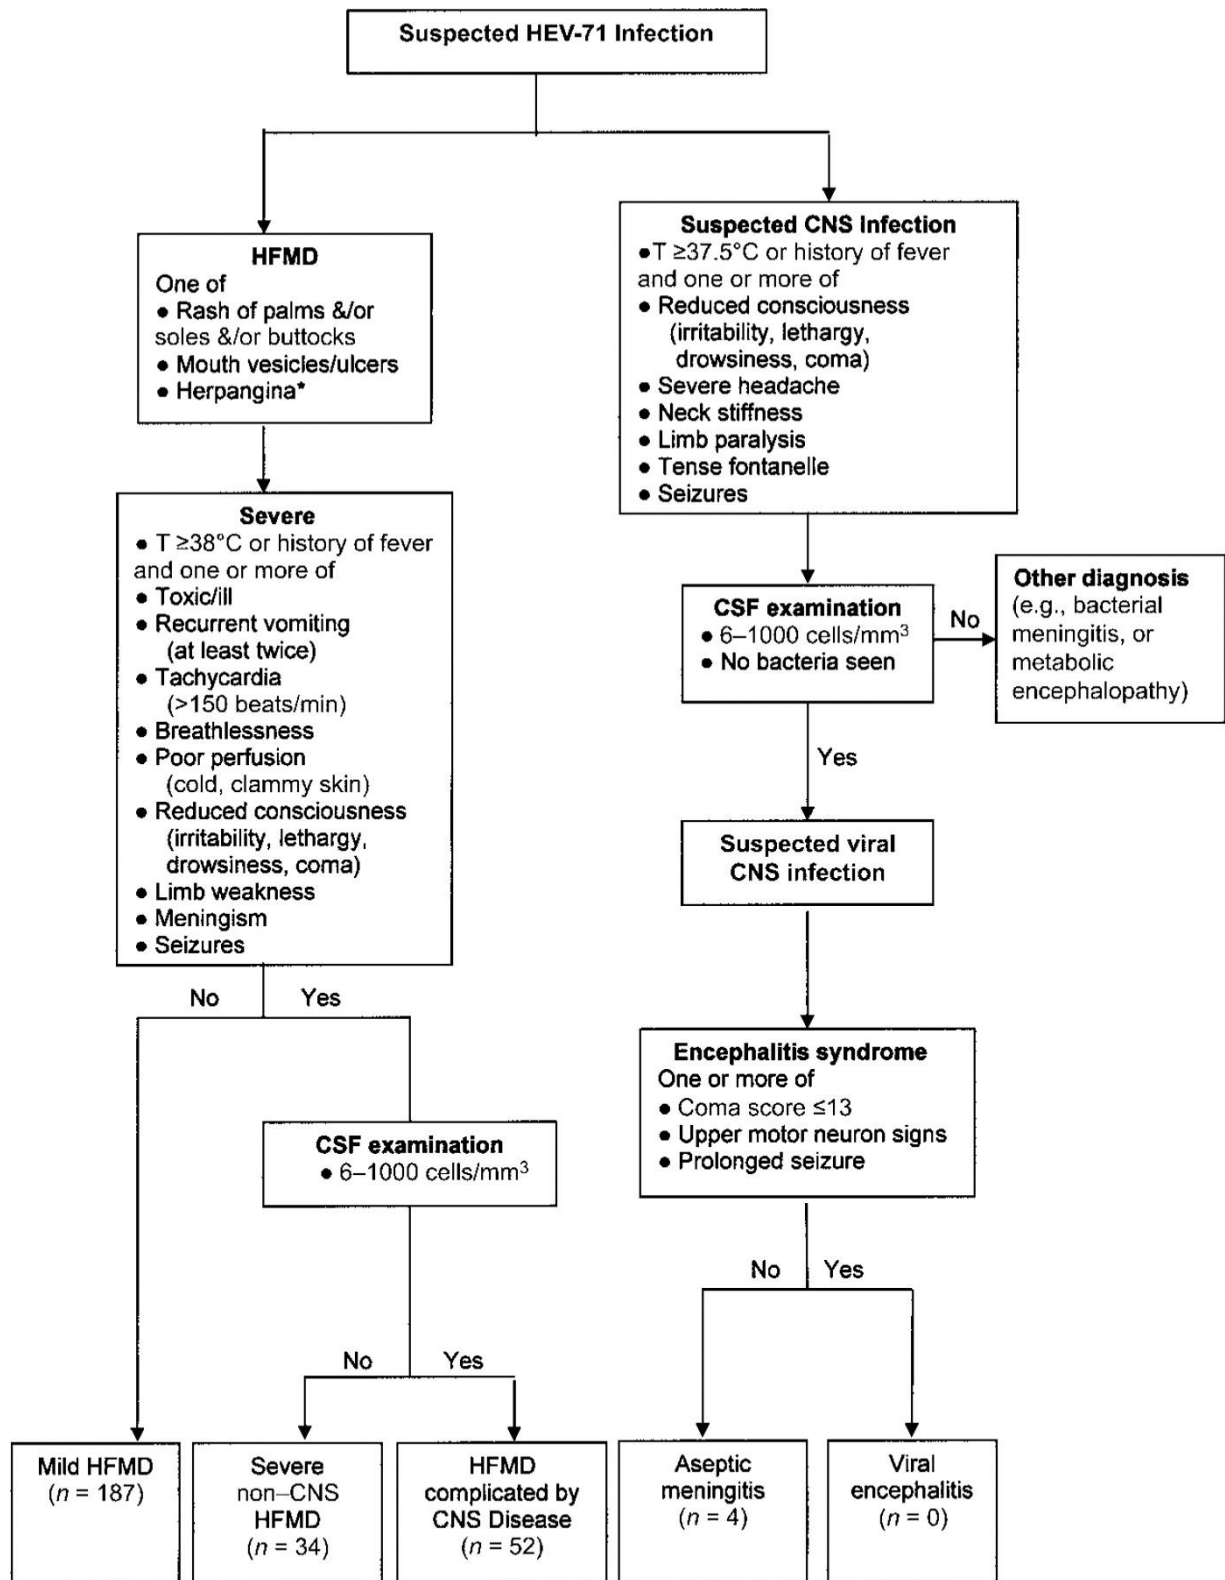 Suspected HEV-71 Infection
HFMD
One of
● Rash of palms &/or
soles &/or buttocks
● Mouth vesicles/ulcers
● Herpangina*
Suspected CNS Infection
●T ≥37.5°C or history of fever
and one or more of
● Reduced consciousness
(irritability, lethargy,
drowsiness, coma)
● Severe headache
● Neck stiffness
● Limb paralysis
● Tense fontanelle
● Seizures
Severe
● T ≥38°C or history of fever
and one or more of
● Toxic/ill
● Recurrent vomiting
(at least twice)
● Tachycardia
(>150 beats/min)
● Breathlessness
● Poor perfusion
(cold, clammy skin)
● Reduced consciousness
(irritability, lethargy,
drowsiness, coma)
● Limb weakness
● Meningism
● Seizures
CSF examination
● 6–1000 cells/mm³
● No bacteria seen
No
Other diagnosis
(e.g., bacterial
meningitis, or
metabolic
encephalopathy)
Yes
Suspected viral
CNS infection
No
Yes
Encephalitis syndrome
One or more of
● Coma score ≤13
● Upper motor neuron signs
● Prolonged seizure
CSF examination
● 6–1000 cells/mm³
No
Yes
No
Yes
Mild HFMD
(n = 187)
Severe
non–CNS
HFMD
(n = 34)
HFMD
complicated by
CNS Disease
(n = 52)
Aseptic
meningitis
(n = 4)
Viral
encephalitis
(n = 0)